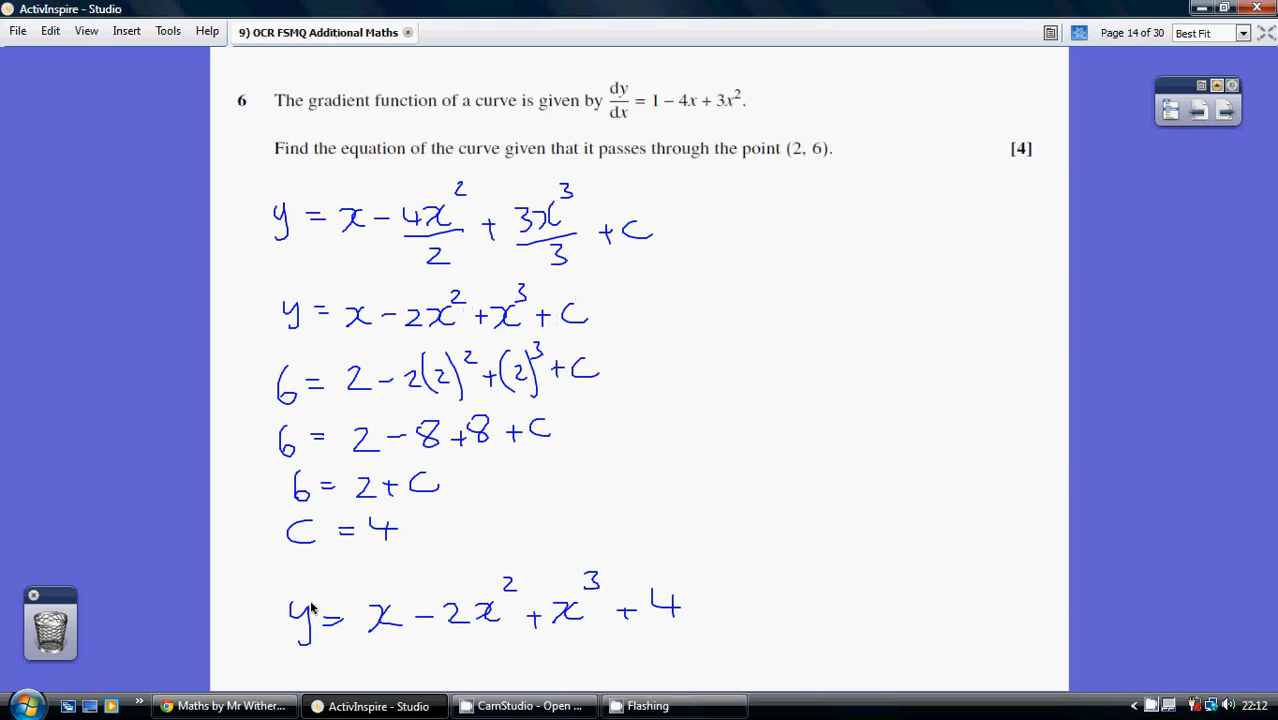 ActivInspire - Studio
File Edit View Insert Tools Help 9) OCR FSMQ Additional Maths Page 14 of 30 Best Fit
6 The gradient function of a curve is given by dy/dx = 1 − 4x + 3x².
Find the equation of the curve given that it passes through the point (2, 6). [4]
y = x − 4x²/2 + 3x³/3 + c
y = x − 2x² + x³ + c
6 = 2 − 2(2)² + (2)³ + c
6 = 2 − 8 + 8 + c
6 = 2 + c
c = 4
y = x − 2x² + x³ + 4
Maths by Mr Wither... ActivInspire - Studio CamStudio - Open ... Flashing 22:12